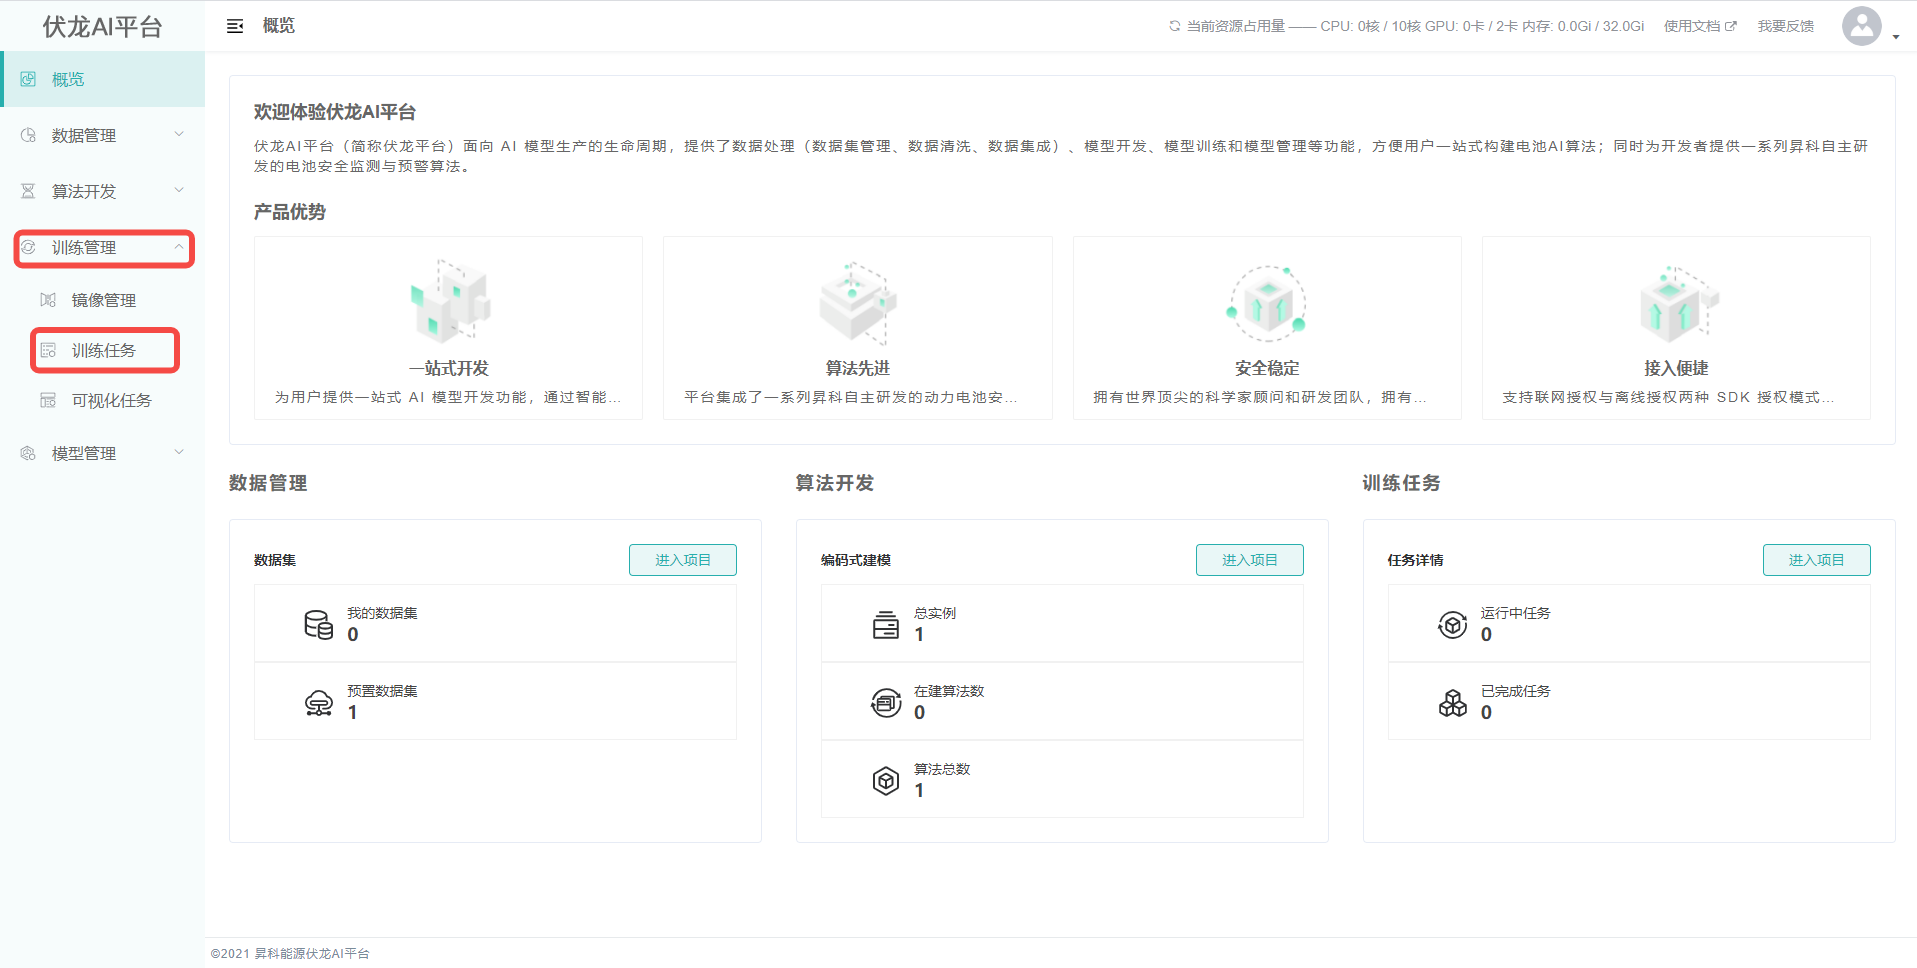 伏龙AI平台
概览
当前资源占用量 —— CPU: 0核 / 10核 GPU: 0卡 / 2卡 内存: 0.0Gi / 32.0Gi
使用文档
我要反馈
概览
数据管理
算法开发
训练管理
镜像管理
训练任务
可视化任务
模型管理
欢迎体验伏龙AI平台
伏龙AI平台（简称伏龙平台）面向 AI 模型生产的生命周期，提供了数据处理（数据集管理、数据清洗、数据集成）、模型开发、模型训练和模型管理等功能，方便用户一站式构建电池AI算法；同时为开发者提供一系列昇科自主研
发的电池安全监测与预警算法。
产品优势
一站式开发
为用户提供一站式 AI 模型开发功能，通过智能...
算法先进
平台集成了一系列昇科自主研发的动力电池安...
安全稳定
拥有世界顶尖的科学家顾问和研发团队，拥有...
接入便捷
支持联网授权与离线授权两种 SDK 授权模式...
数据管理
数据集
进入项目
我的数据集
0
预置数据集
1
算法开发
编码式建模
进入项目
总实例
1
在建算法数
0
算法总数
1
训练任务
任务详情
进入项目
运行中任务
0
已完成任务
0
©2021 昇科能源伏龙AI平台